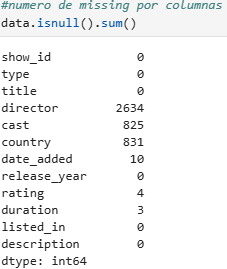 #numero de missing por columnas
data.isnull().sum()
show_id 0
type 0
title 0
director 2634
cast 825
country 831
date_added 10
release_year 0
rating 4
duration 3
listed_in 0
description 0
dtype: int64